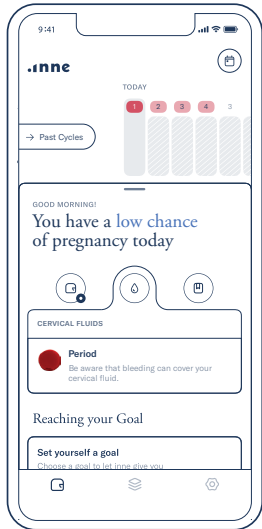 9:41
.ınne
TODAY
1 2 3 4 3
→ Past Cycles
GOOD MORNING!
You have a low chance
of pregnancy today
CERVICAL FLUIDS
Period
Be aware that bleeding can cover your
cervical fluid.
Reaching your Goal
Set yourself a goal
Choose a goal to let inne give you